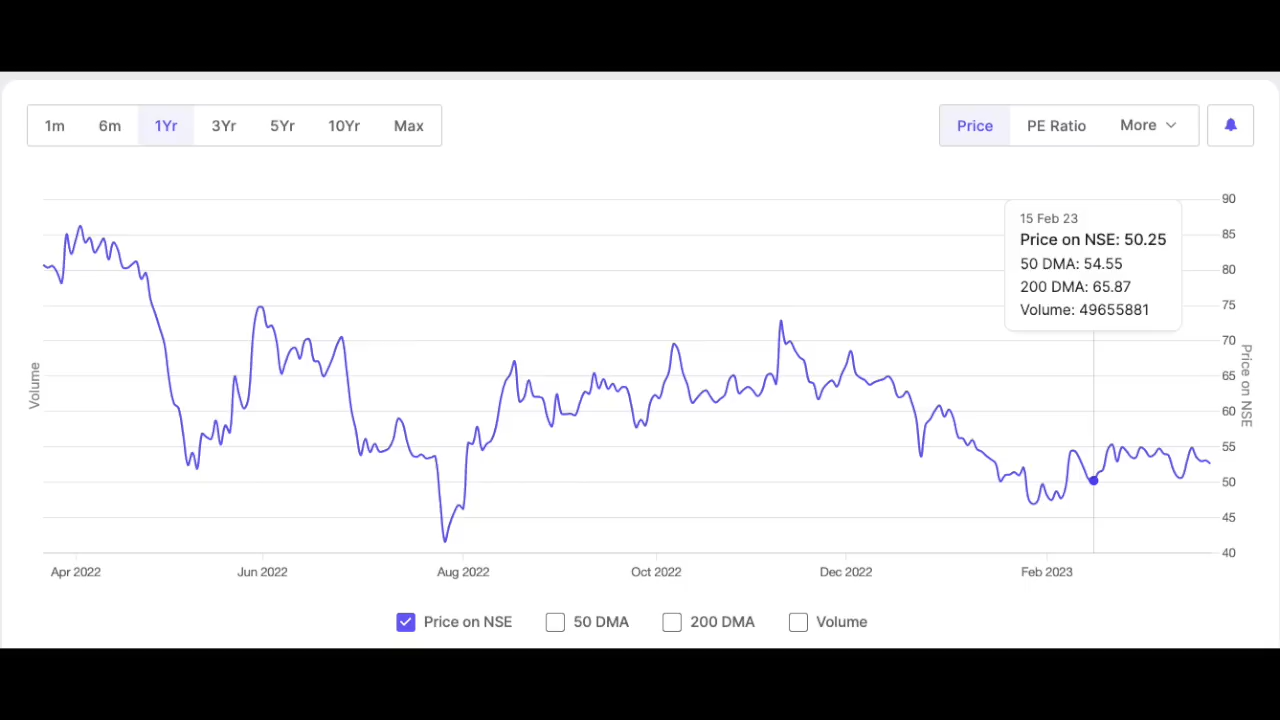 1m 6m 1Yr 3Yr 5Yr 10Yr Max
Price PE Ratio More
90
85
80
75
70
65
60
55
50
45
40
Volume
Price on NSE
15 Feb 23
Price on NSE: 50.25
50 DMA: 54.55
200 DMA: 65.87
Volume: 49655881
Apr 2022 Jun 2022 Aug 2022 Oct 2022 Dec 2022 Feb 2023
Price on NSE 50 DMA 200 DMA Volume